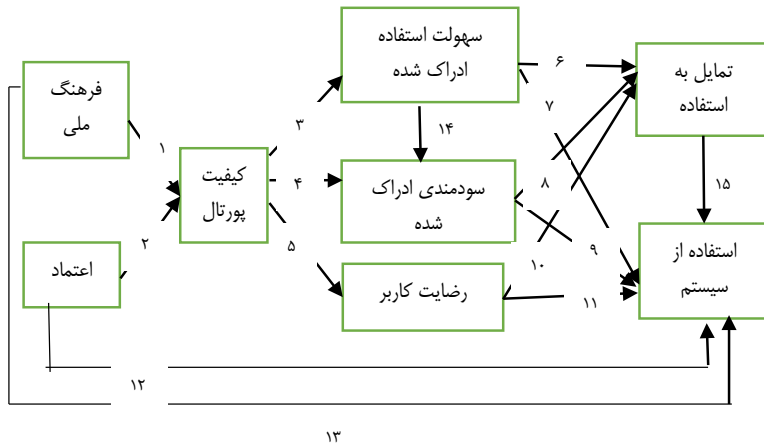 سهولت استفاده
ادراک شده
تمایل به
استفاده
فرهنگ
ملی
کیفیت
پورتال
سودمندی ادراک
شده
اعتماد
رضایت کاربر
استفاده از
سیستم
۱
۲
۳
۴
۵
۶
۷
۸
۹
۱۰
۱۱
۱۲
۱۳
۱۴
۱۵